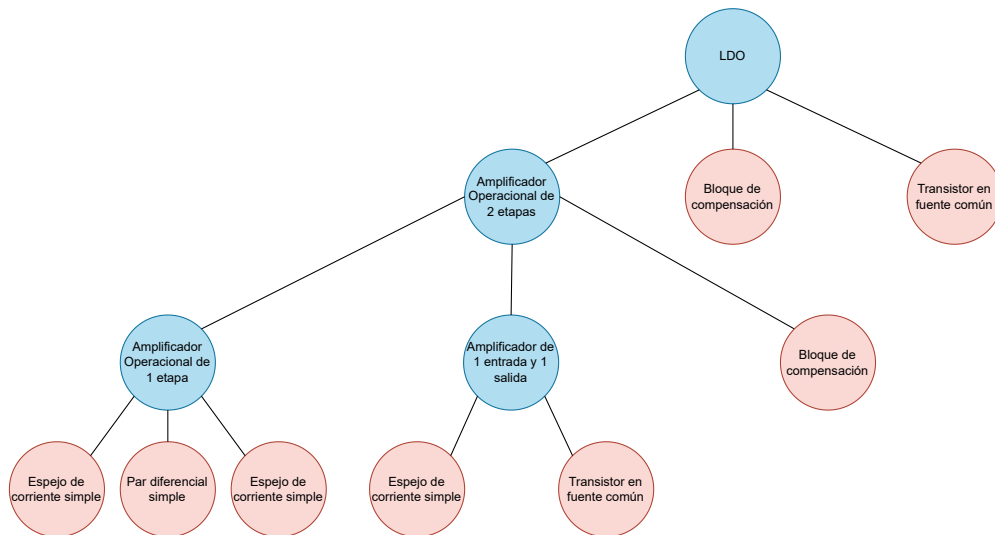 LDO
Amplificador
Operacional de
2 etapas
Bloque de
compensación
Transistor en
fuente común
Amplificador
Operacional de
1 etapa
Amplificador de
1 entrada y 1
salida
Bloque de
compensación
Espejo de
corriente simple
Par diferencial
simple
Espejo de
corriente simple
Espejo de
corriente simple
Transistor en
fuente común